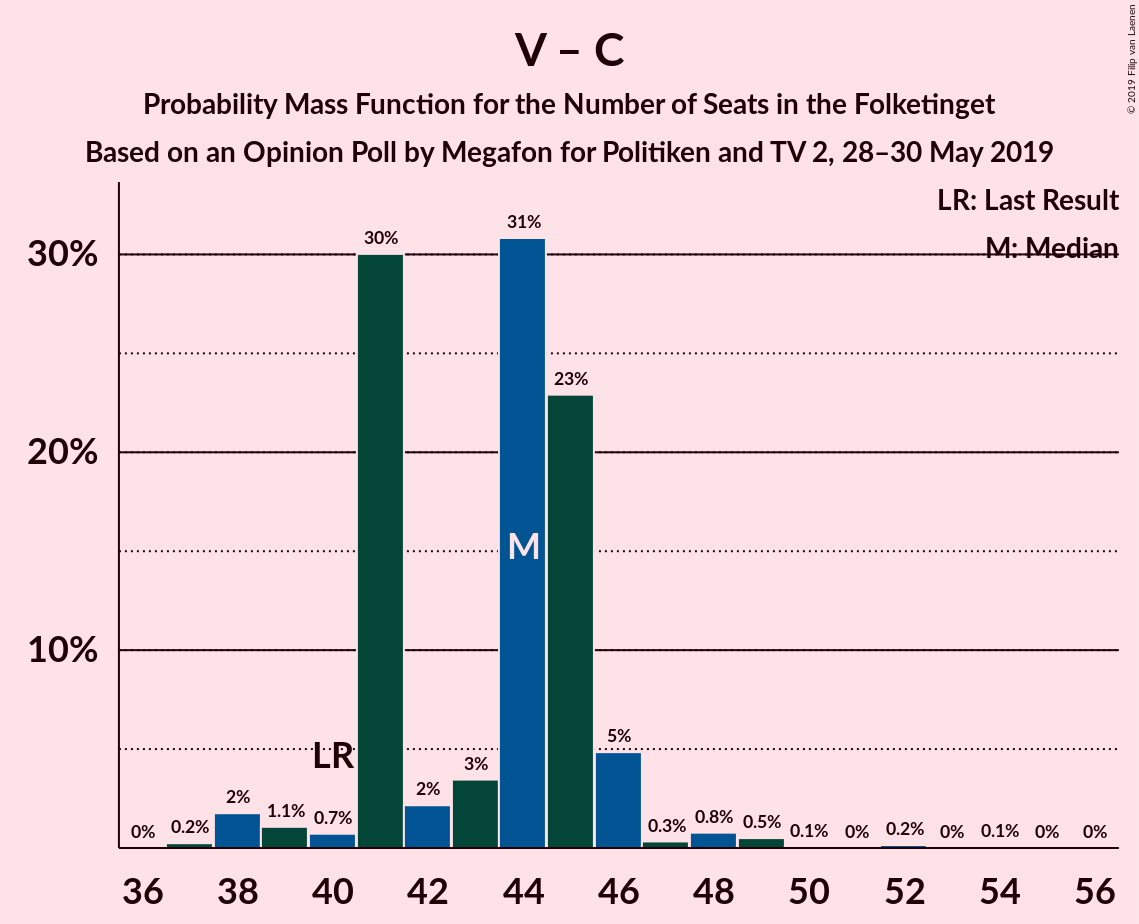 V – C
Probability Mass Function for the Number of Seats in the Folketinget
Based on an Opinion Poll by Megafon for Politiken and TV 2, 28–30 May 2019
© 2019 Filip van Laenen
LR: Last Result
M: Median
30%
20%
10%
0%
0.2%
2%
1.1%
0.7%
30%
2%
3%
31%
23%
5%
0.3%
0.8%
0.5%
0.1%
0%
0.2%
0%
0.1%
0%
0%
LR
M
36 38 40 42 44 46 48 50 52 54 56